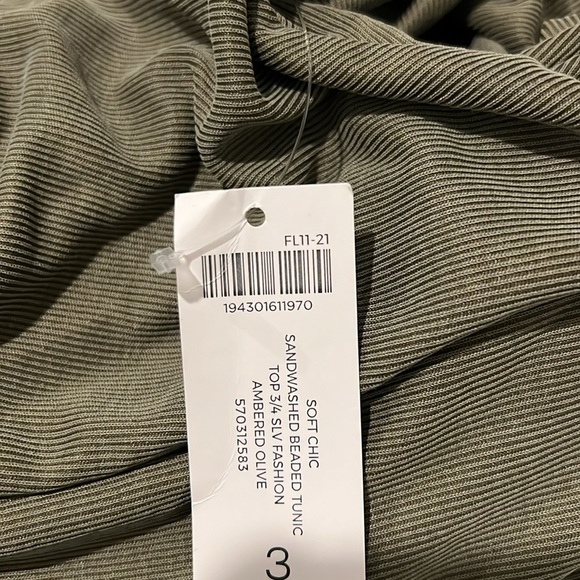 FL11-21
194301611970
SOFT CHIC
SANDWASHED BEADED TUNIC
TOP 3/4 SLV FASHION
AMBERED OLIVE
570312583
3